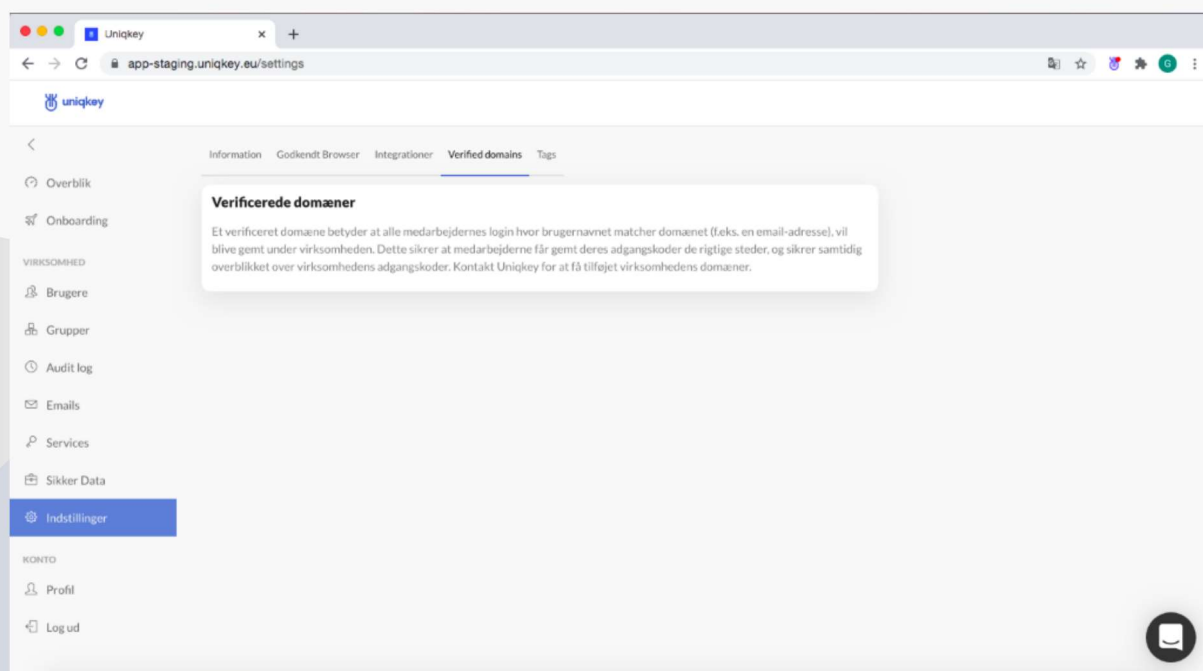 Uniqkey
app-staging.uniqkey.eu/settings
G
uniqkey
Information Godkendt Browser Integrationer Verified domains Tags
Overblik
Onboarding
VIRKSOMHED
Brugere
Grupper
Audit log
Emails
Services
Sikker Data
Indstillinger
KONTO
Profil
Log ud
Verificerede domæner
Et verificeret domæne betyder at alle medarbejdernes login hvor brugernavnet matcher domænet (f.eks. en email-adresse), vil
blive gemt under virksomheden. Dette sikrer at medarbejderne får gemt deres adgangskoder de rigtige steder, og sikrer samtidig
overblikket over virksomhedens adgangskoder. Kontakt Uniqkey for at få tilføjet virksomhedens domæner.